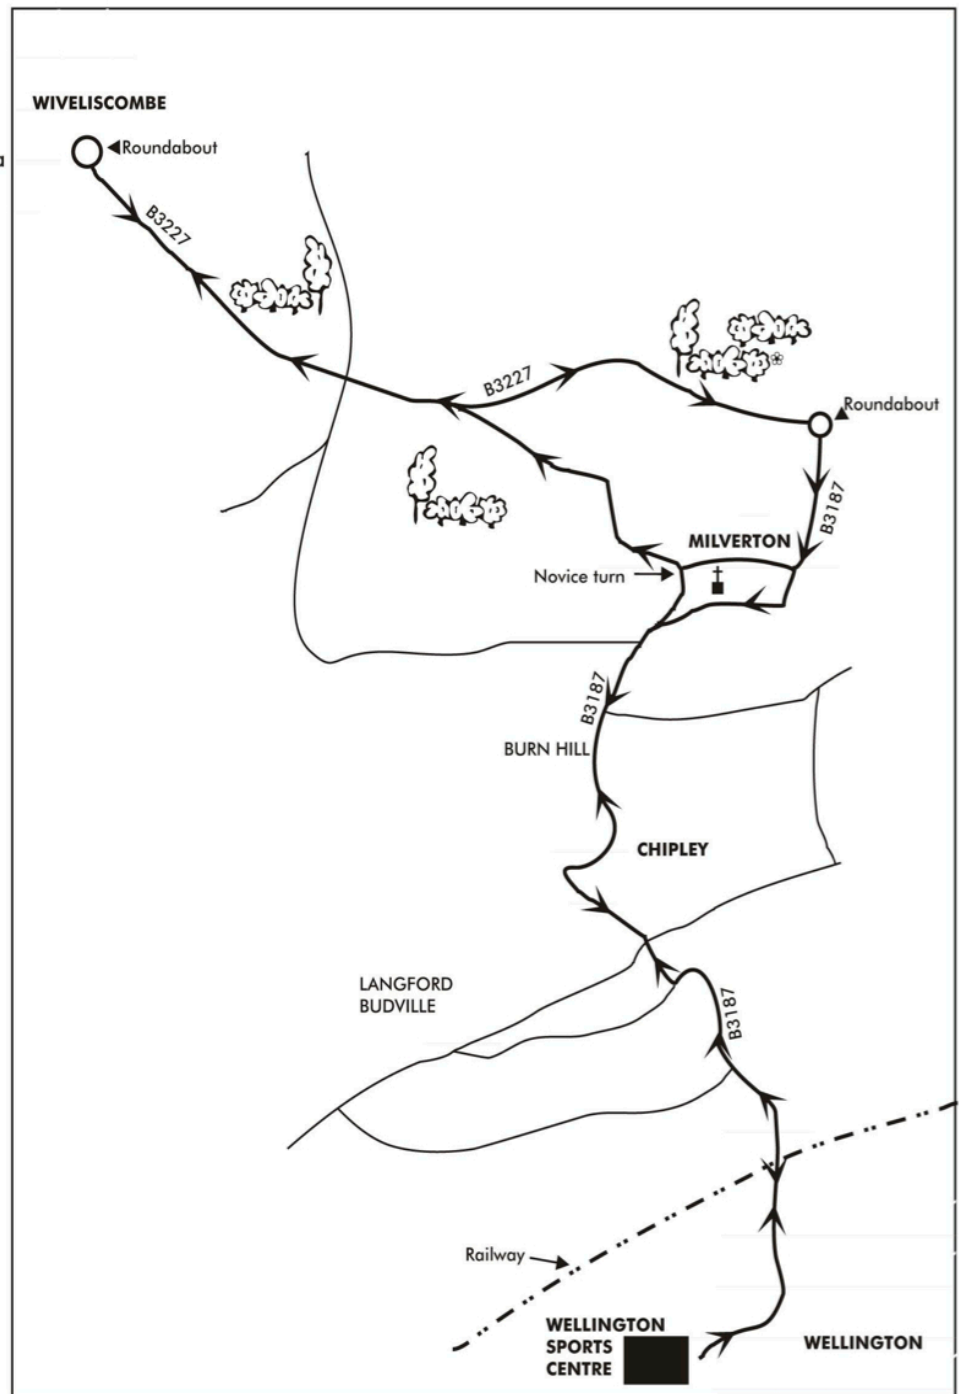 WIVELISCOMBE
Roundabout
B3227
B3227
Roundabout
B3187
MILVERTON
Novice turn
B3187
BURN HILL
CHIPLEY
LANGFORD
BUDVILLE
B3187
Railway
WELLINGTON
SPORTS
CENTRE
WELLINGTON